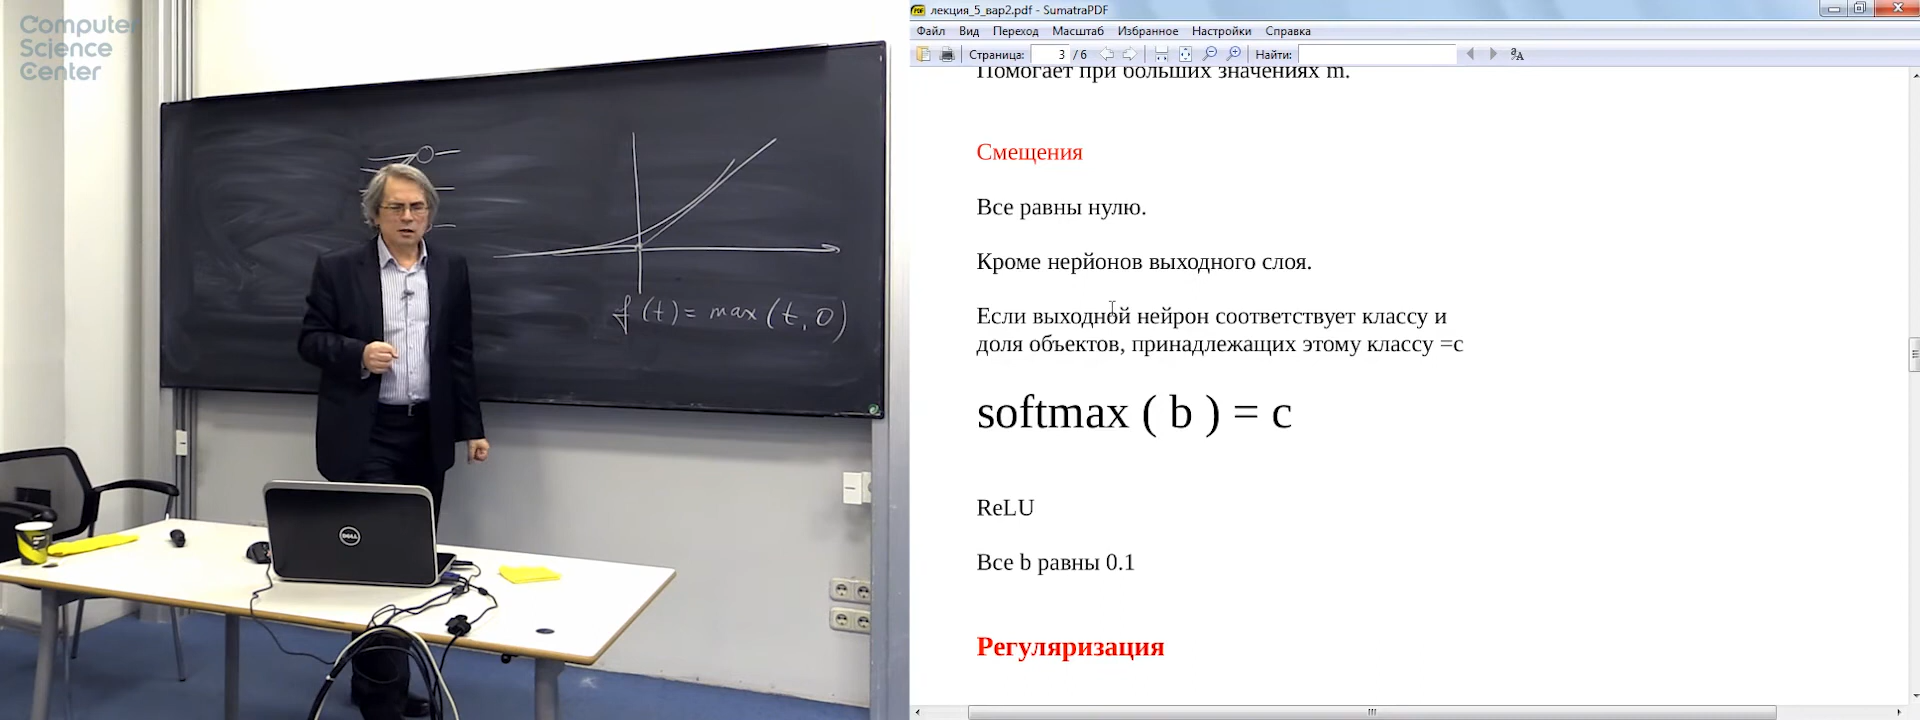 Computer
Science
Center
f(t) = max(t, 0)
DELL
лекция_5_вар2.pdf - SumatraPDF
Файл Вид Переход Масштаб Избранное Настройки Справка
Страница: 3 / 6 Найти:
Помогает при больших значениях m.
Смещения
Все равны нулю.
Кроме нерйонов выходного слоя.
Если выходной нейрон соответствует классу и
доля объектов, принадлежащих этому классу =c
softmax ( b ) = c
ReLU
Все b равны 0.1
Регуляризация